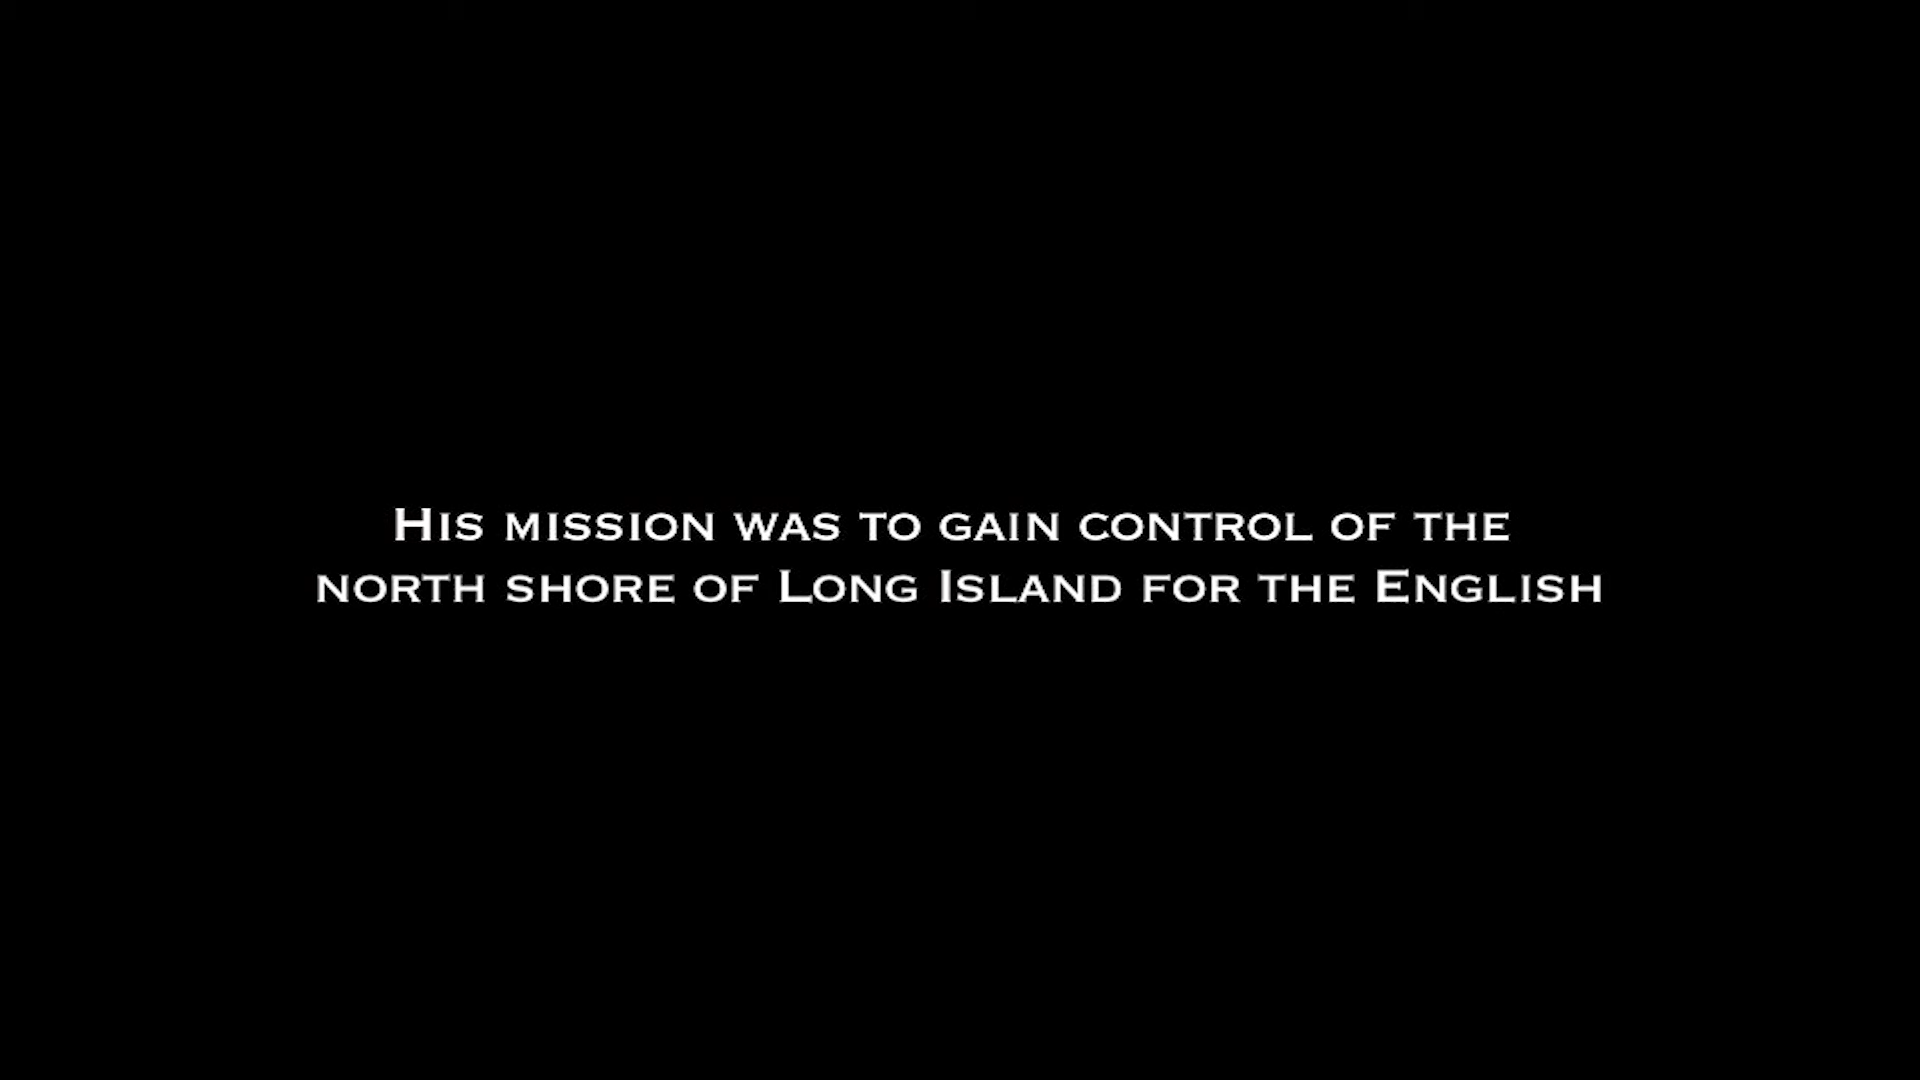 His mission was to gain control of the
north shore of Long Island for the English